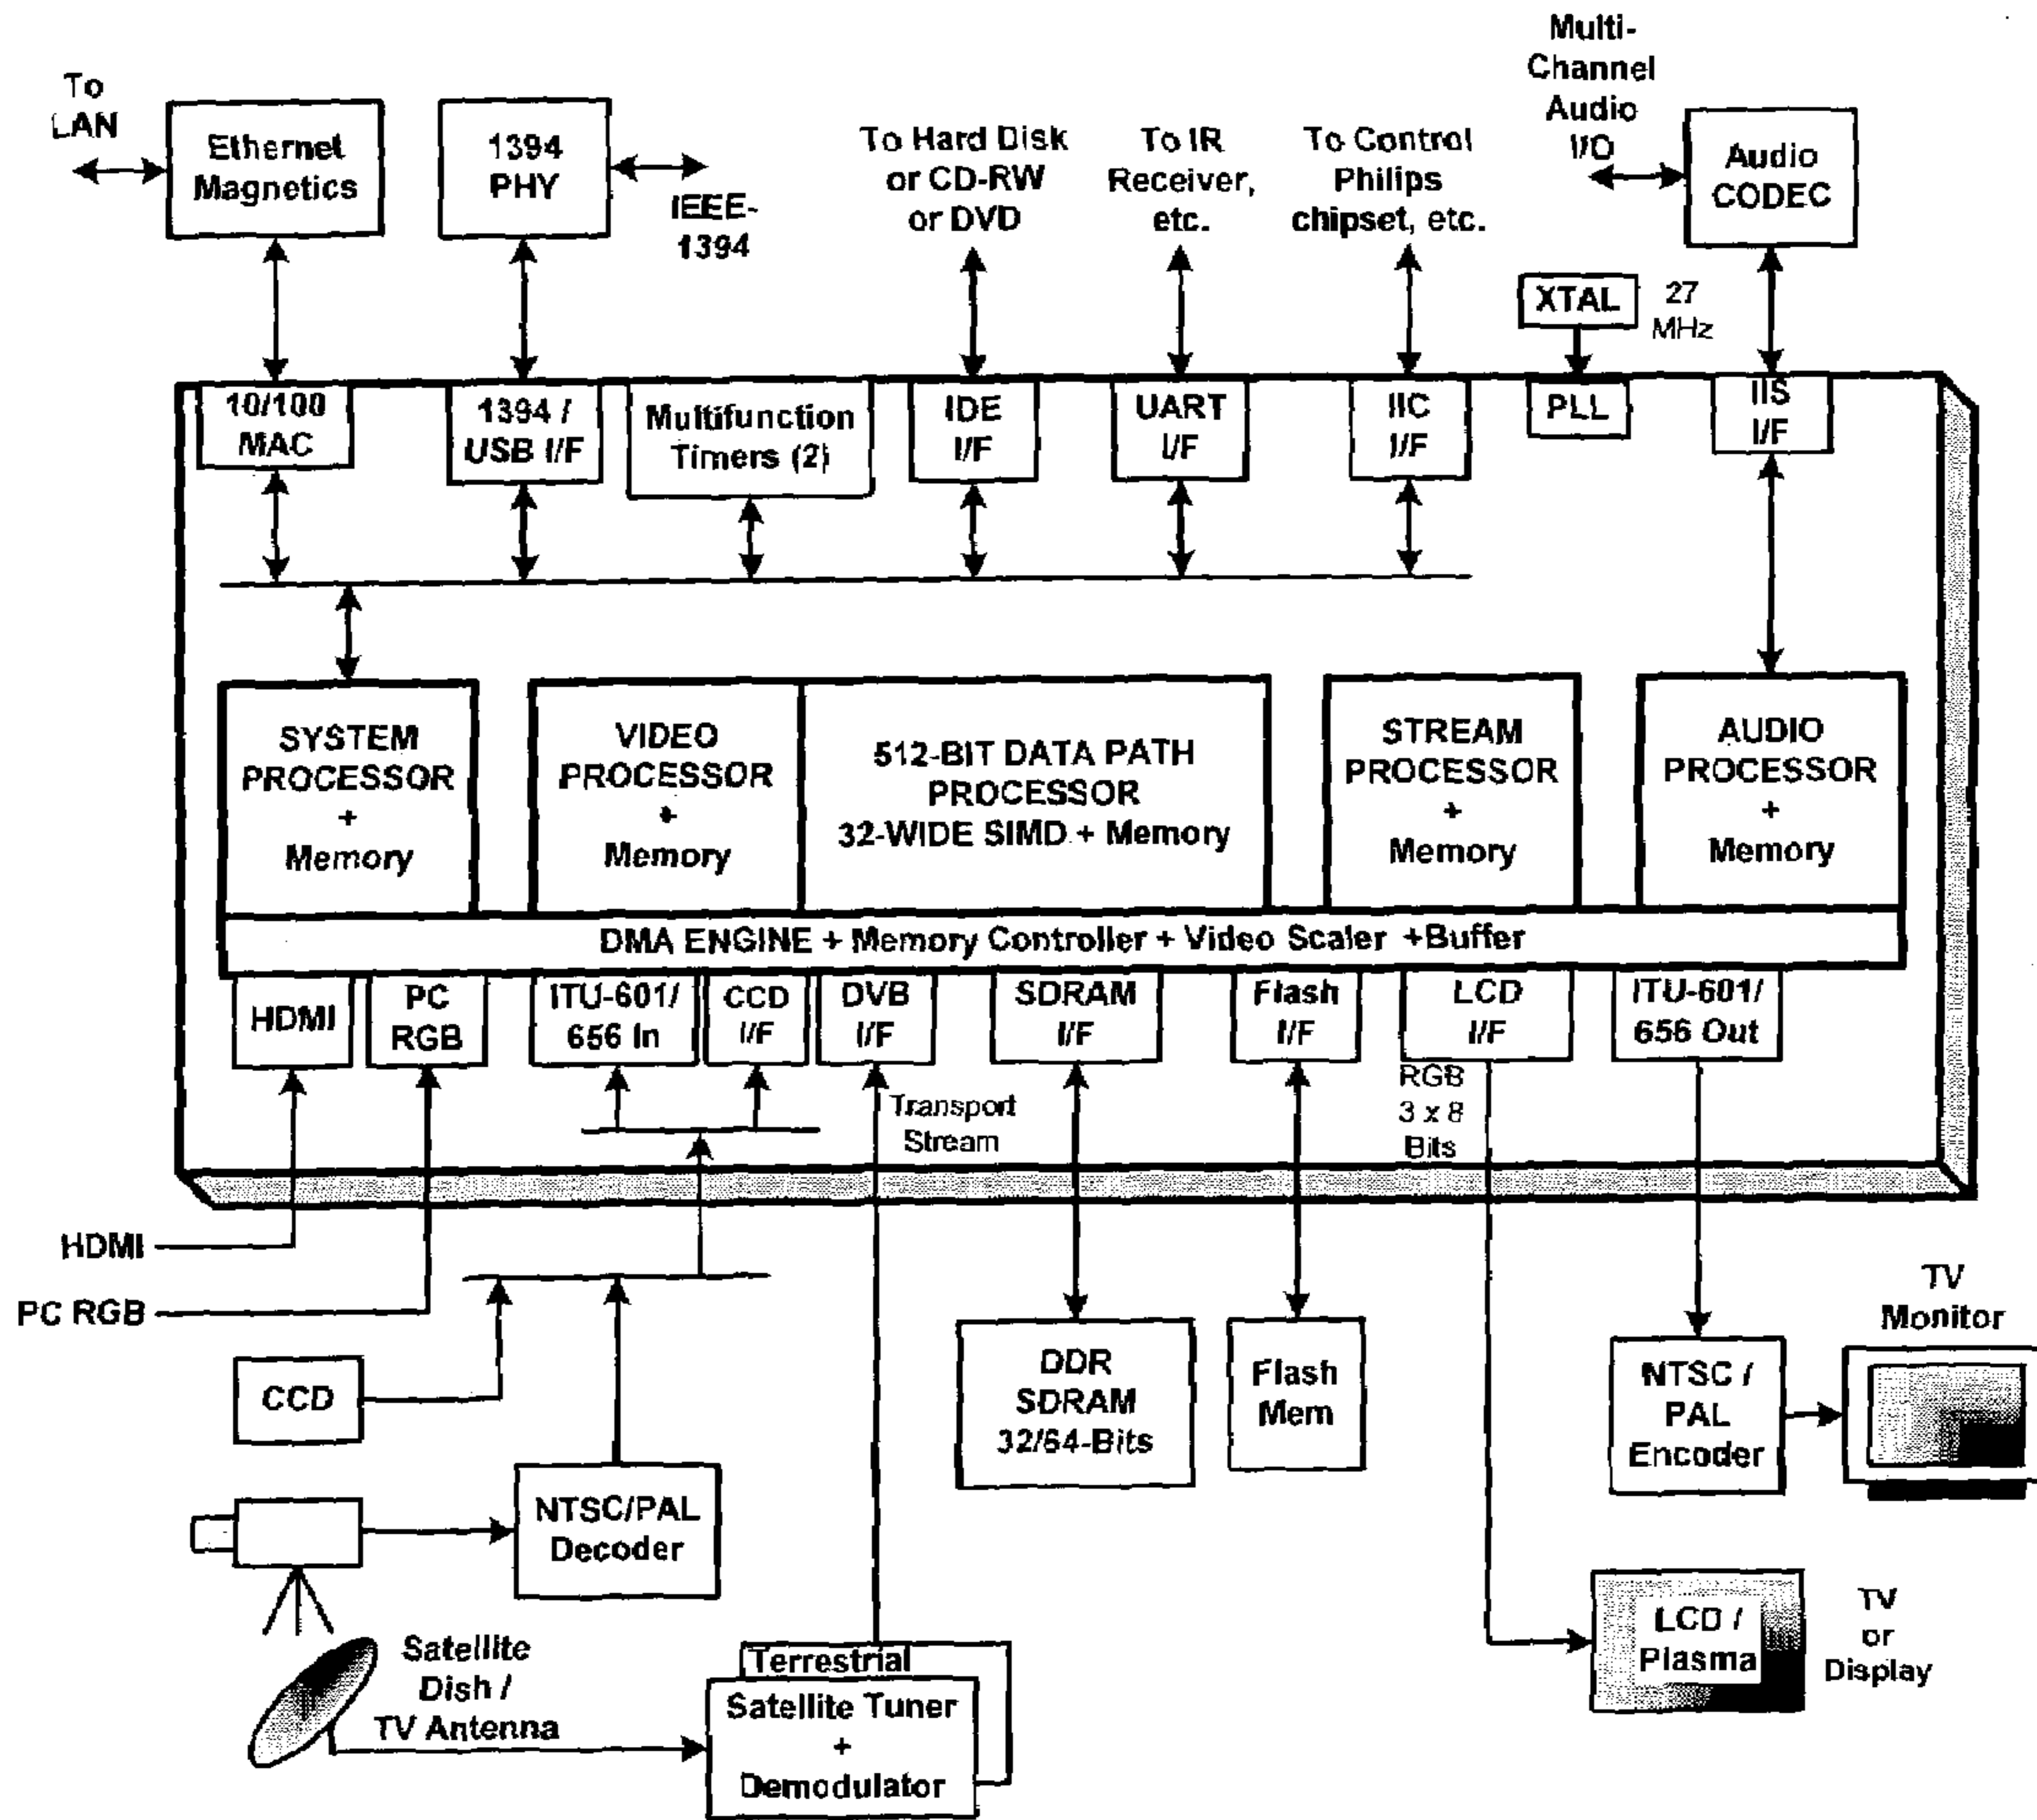 To
LAN
Ethernet
Magnetics
1394
PHY
IEEE-
1394
To Hard Disk
or CD-RW
or DVD
To IR
Receiver,
etc.
To Control
Philips
chipset, etc.
Multi-
Channel
Audio
I/O
Audio
CODEC
XTAL
27
MHz
10/100
MAC
1394 /
USB I/F
Multifunction
Timers (2)
IDE
I/F
UART
I/F
IIC
I/F
PLL
IIS
I/F
SYSTEM
PROCESSOR
+
Memory
VIDEO
PROCESSOR
+
Memory
512-BIT DATA PATH
PROCESSOR
32-WIDE SIMD + Memory
STREAM
PROCESSOR
+
Memory
AUDIO
PROCESSOR
+
Memory
DMA ENGINE + Memory Controller + Video Scaler +Buffer
HDMI
PC
RGB
ITU-601/
656 In
CCD
I/F
DVB
I/F
SDRAM
I/F
Flash
I/F
LCD
I/F
ITU-601/
656 Out
Transport
Stream
RGB
3 x 8
Bits
HDMI
PC RGB
CCD
NTSC/PAL
Decoder
DDR
SDRAM
32/64-Bits
Flash
Mem
NTSC /
PAL
Encoder
TV
Monitor
Satellite
Dish /
TV Antenna
Terrestrial
Satellite Tuner
+
Demodulator
LCD /
Plasma
TV
or
Display